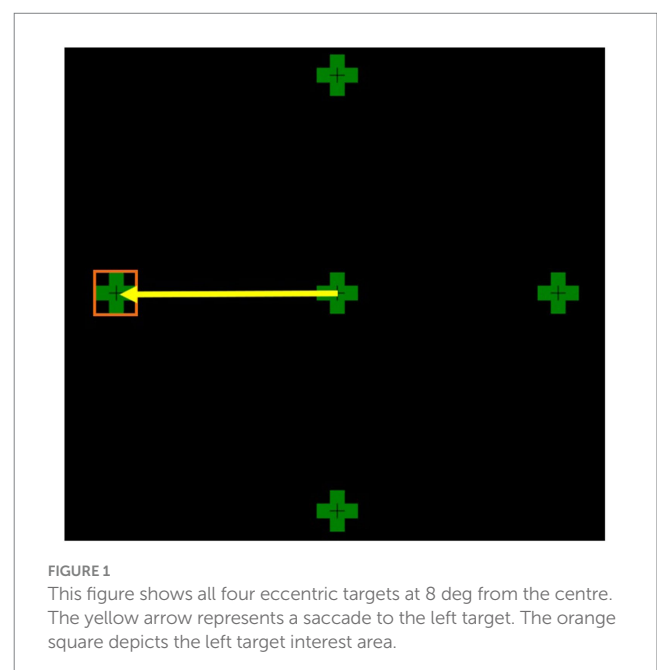 FIGURE 1
This figure shows all four eccentric targets at 8 deg from the centre.
The yellow arrow represents a saccade to the left target. The orange
square depicts the left target interest area.